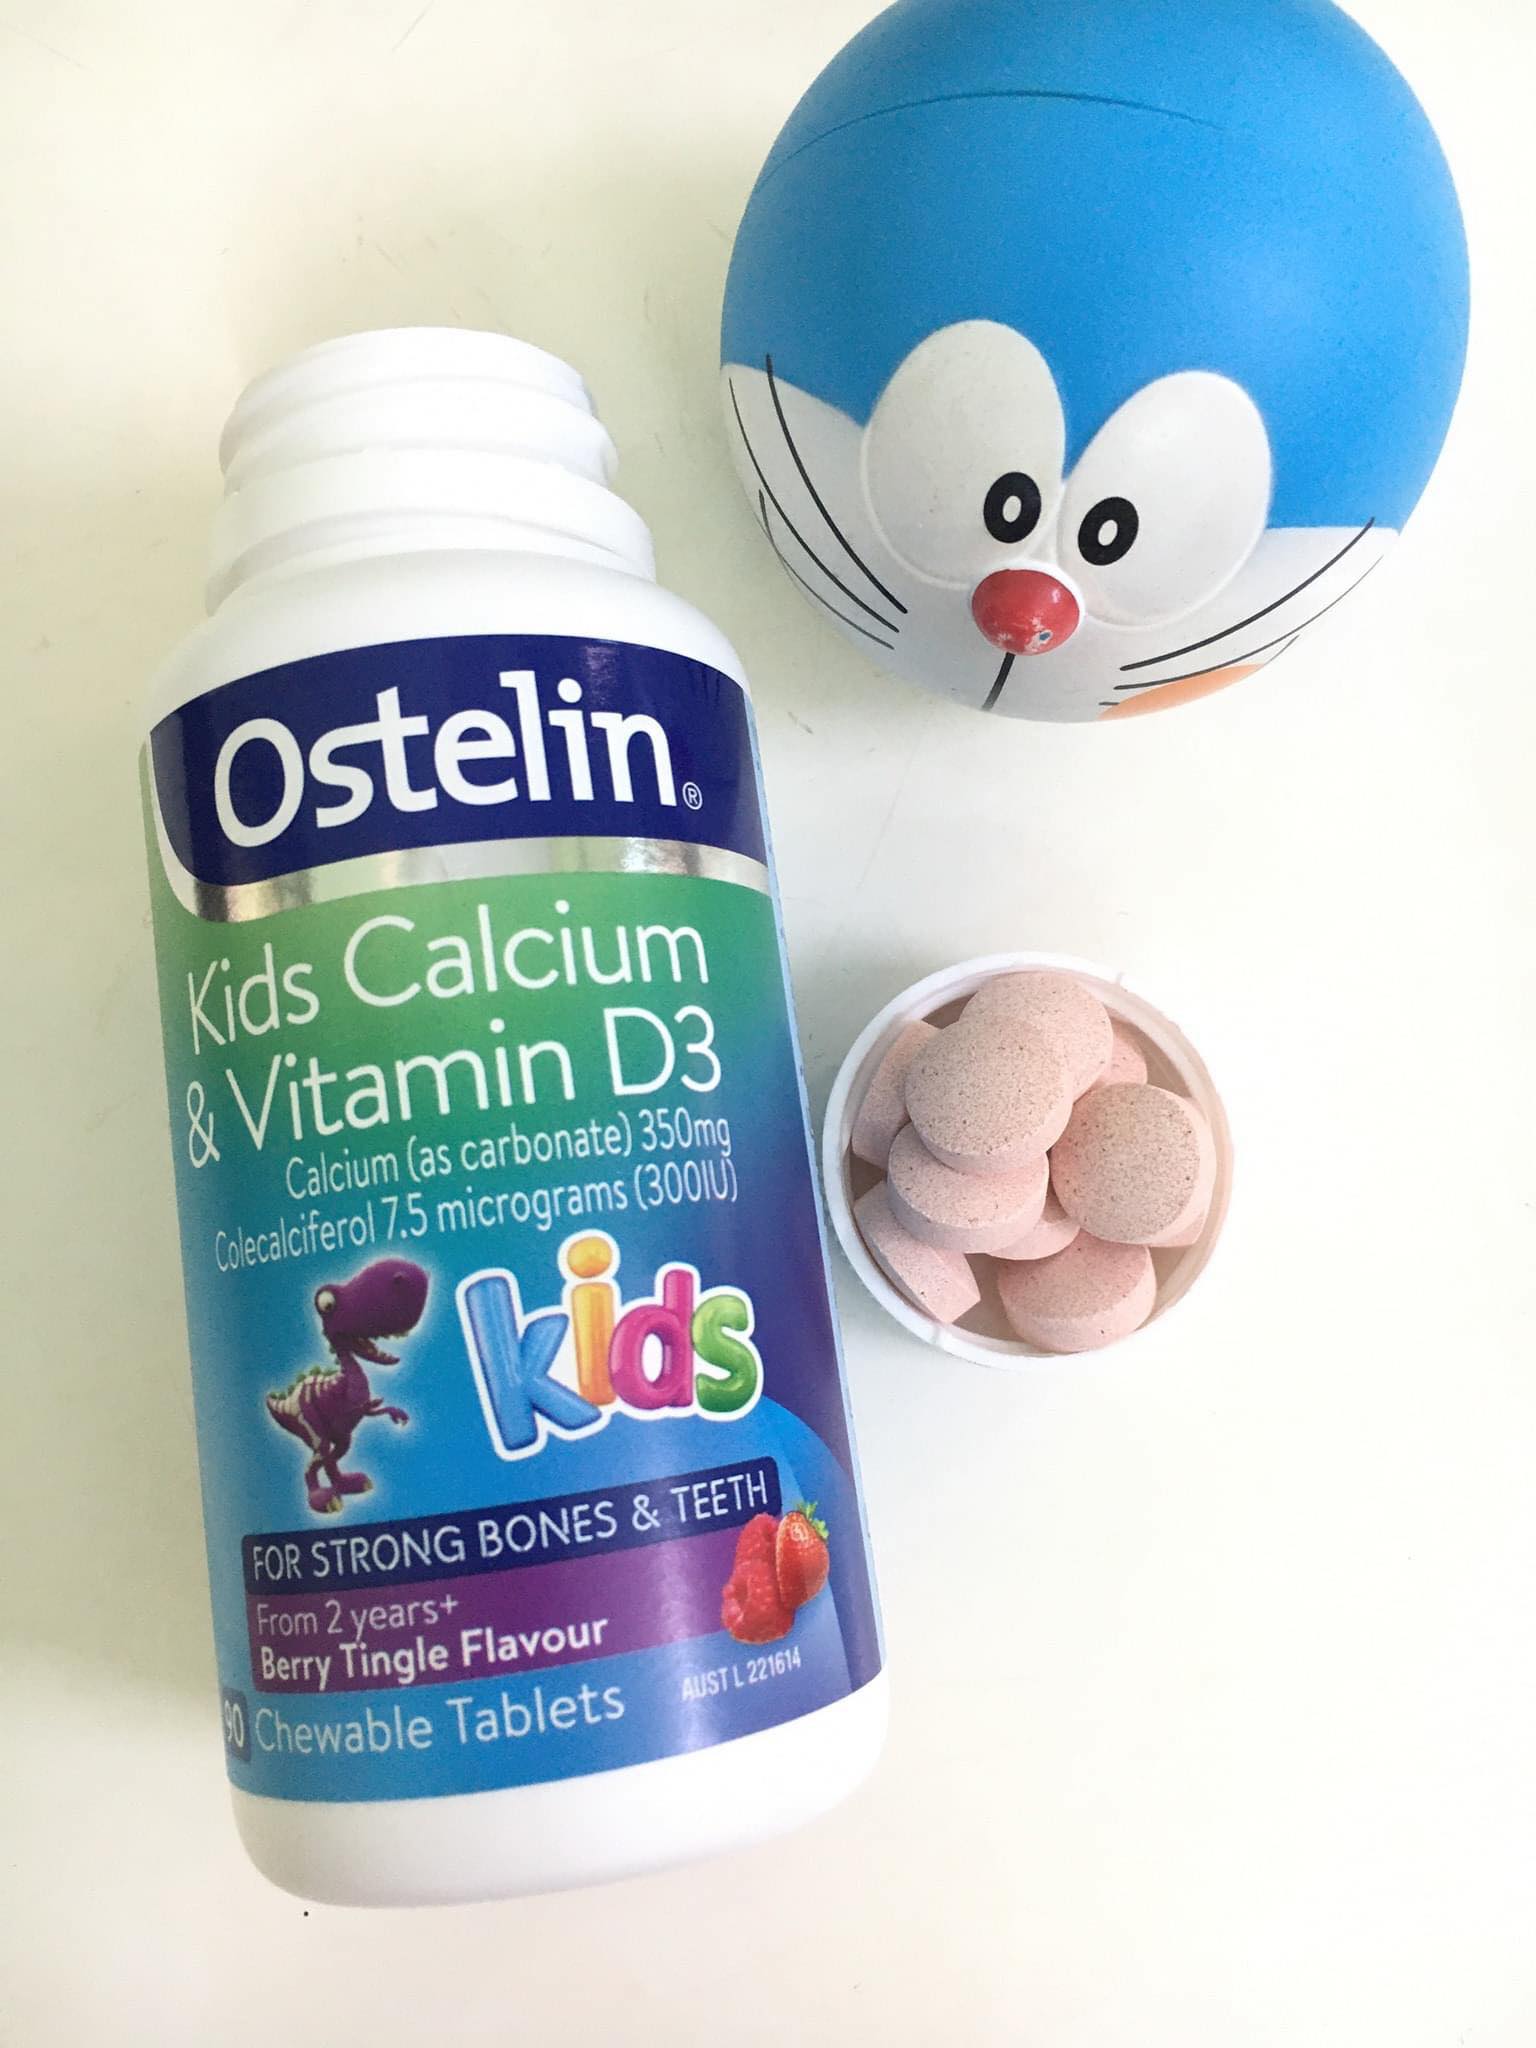 Ostelin®
Kids Calcium
& Vitamin D3
Calcium (as carbonate) 350mg
Colecalciferol 7.5 micrograms (300IU)
kids
FOR STRONG BONES & TEETH
From 2 years+
Berry Tingle Flavour
90 Chewable Tablets
AUST L 221614